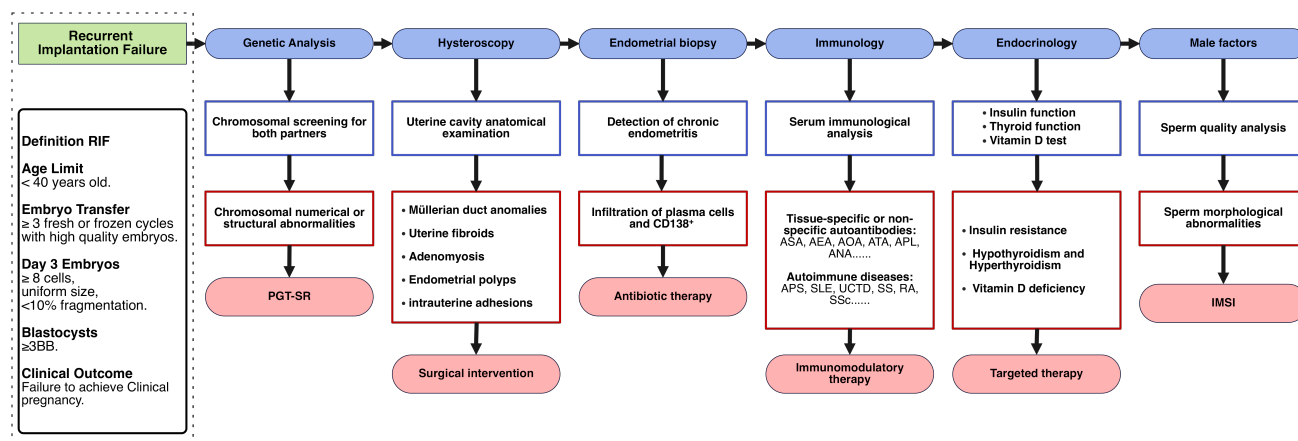 Recurrent
Implantation Failure
Definition RIF
Age Limit
< 40 years old.
Embryo Transfer
≥ 3 fresh or frozen cycles
with high quality embryos.
Day 3 Embryos
≥ 8 cells,
uniform size,
<10% fragmentation.
Blastocysts
≥3BB.
Clinical Outcome
Failure to achieve Clinical
pregnancy.
Genetic Analysis
Chromosomal screening for
both partners
Chromosomal numerical or
structural abnormalities
PGT-SR
Hysteroscopy
Uterine cavity anatomical
examination
• Müllerian duct anomalies
• Uterine fibroids
• Adenomyosis
• Endometrial polyps
• intrauterine adhesions
Surgical intervention
Endometrial biopsy
Detection of chronic
endometritis
Infiltration of plasma cells
and CD138⁺
Antibiotic therapy
Immunology
Serum immunological
analysis
Tissue-specific or non-
specific autoantibodies:
ASA, AEA, AOA, ATA, APL,
ANA......
Autoimmune diseases:
APS, SLE, UCTD, SS, RA,
SSc......
Immunomodulatory
therapy
Endocrinology
• Insulin function
• Thyroid function
• Vitamin D test
• Insulin resistance
• Hypothyroidism and
Hyperthyroidism
• Vitamin D deficiency
Targeted therapy
Male factors
Sperm quality analysis
Sperm morphological
abnormalities
IMSI